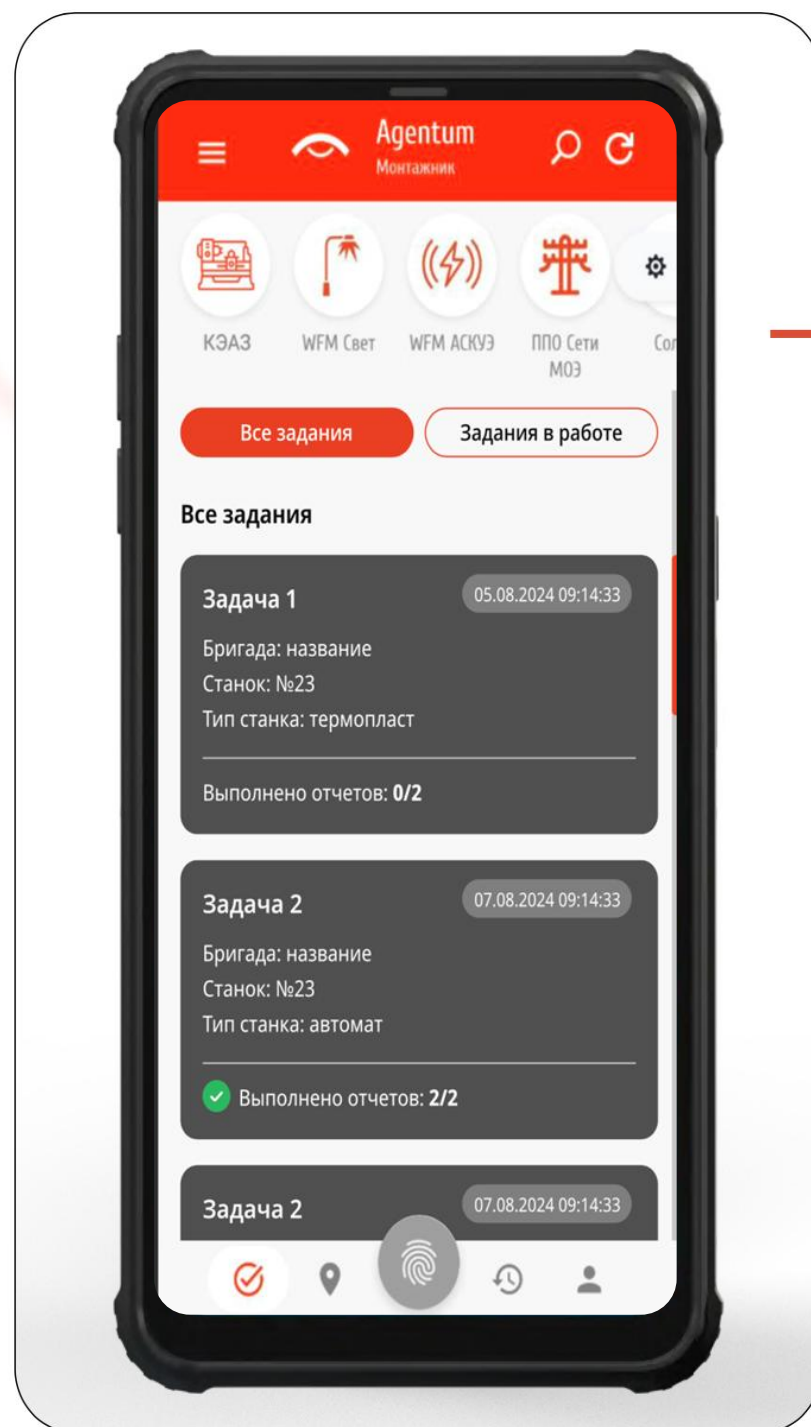 Agentum
Монтажник
КЭАЗ
WFM Свет
WFM АСКУЭ
ППО Сети
МОЭ
Все задания
Задания в работе
Все задания
Задача 1
05.08.2024 09:14:33
Бригада: название
Станок: №23
Тип станка: термопласт
Выполнено отчетов: 0/2
Задача 2
07.08.2024 09:14:33
Бригада: название
Станок: №23
Тип станка: автомат
Выполнено отчетов: 2/2
Задача 2
07.08.2024 09:14:33